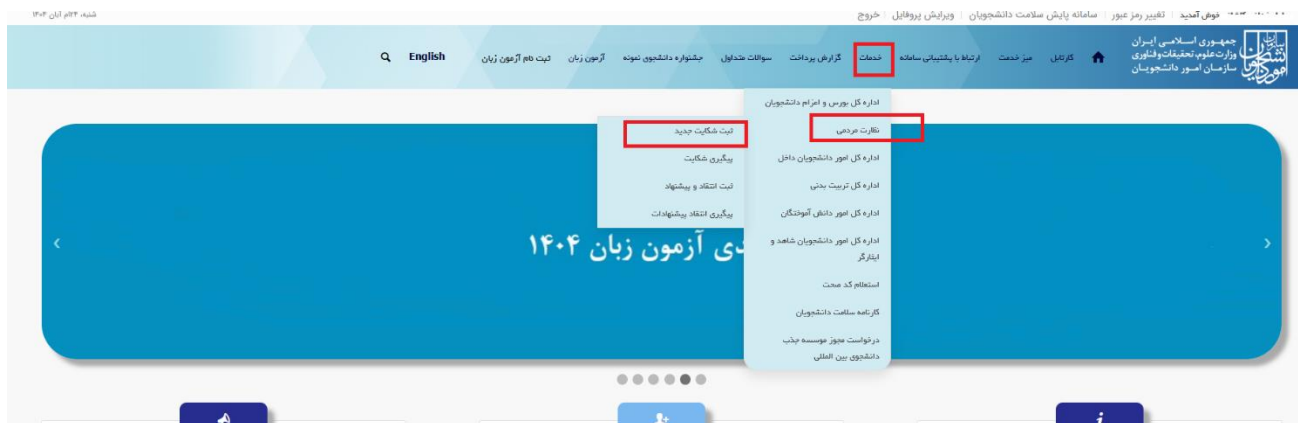 خوش آمدید | تغییر رمز عبور | سامانه پایش سلامت دانشجویان | ویرایش پروفایل | خروج
شنبه، ۲۴ام آبان ۱۴۰۴
جمهوری اسلامی ایران
وزارت علوم، تحقیقات و فناوری
سازمان امور دانشجویان
کارتابل
میز خدمت
ارتباط با پشتیبانی سامانه
خدمات
گزارش پرداخت
سوالات متداول
جشنواره دانشجوی نمونه
آزمون زبان
ثبت نام آزمون زبان
English
اداره کل بورس و اعزام دانشجویان
نظارت مردمی
اداره کل امور دانشجویان داخل
اداره کل تربیت بدنی
اداره کل امور دانش آموختگان
اداره کل امور دانشجویان شاهد و
ایثارگر
استعلام کد صحت
کارنامه سلامت دانشجویان
درخواست مجوز موسسه جذب
دانشجوی بین المللی
ثبت شکایت جدید
پیگیری شکایت
ثبت انتقاد و پیشنهاد
پیگیری انتقاد پیشنهادات
دی آزمون زبان ۱۴۰۴